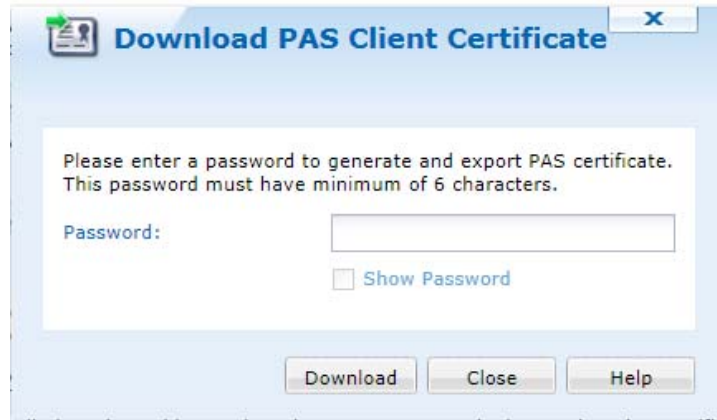 Download PAS Client Certificate
x
Please enter a password to generate and export PAS certificate.
This password must have minimum of 6 characters.
Password:
Show Password
Download
Close
Help